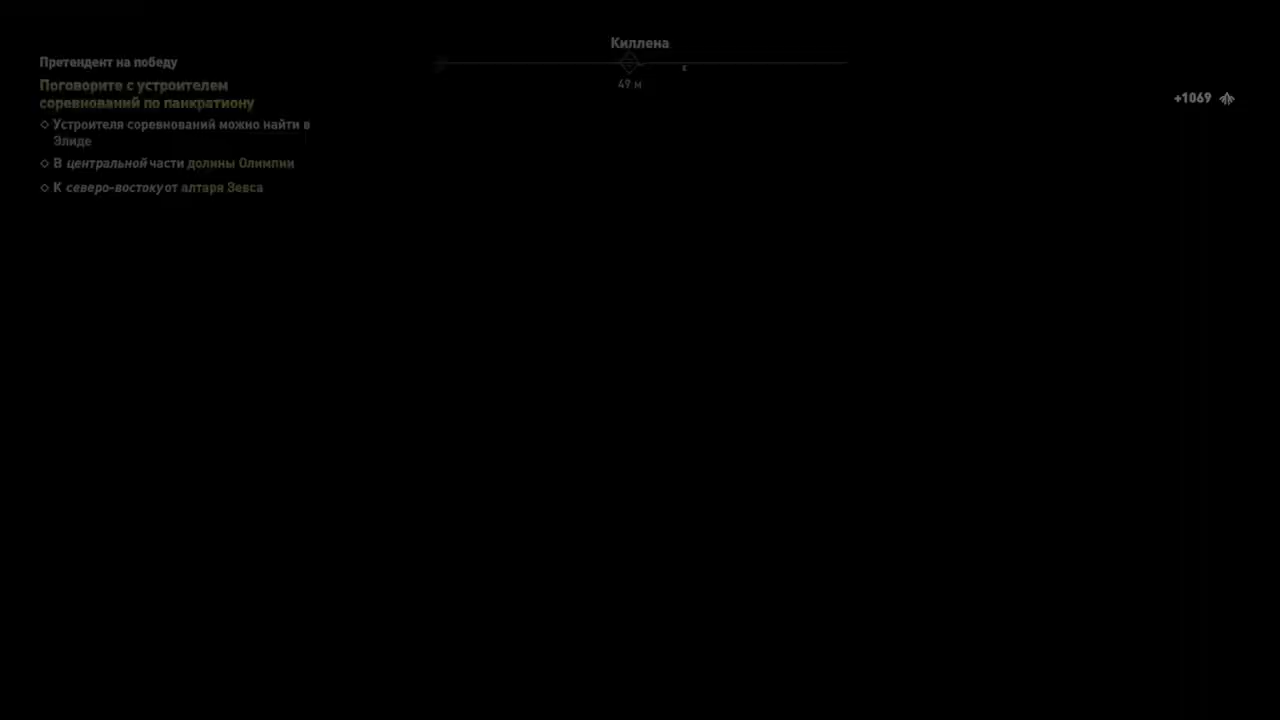 Киллена
Претендент на победу
49 м
Поговорите с устроителем
соревнований по панкратиону
+1069
Устроителя соревнований можно найти в
Элиде
В центральной части долины Олимпии
К северо-востоку от алтаря Зевса